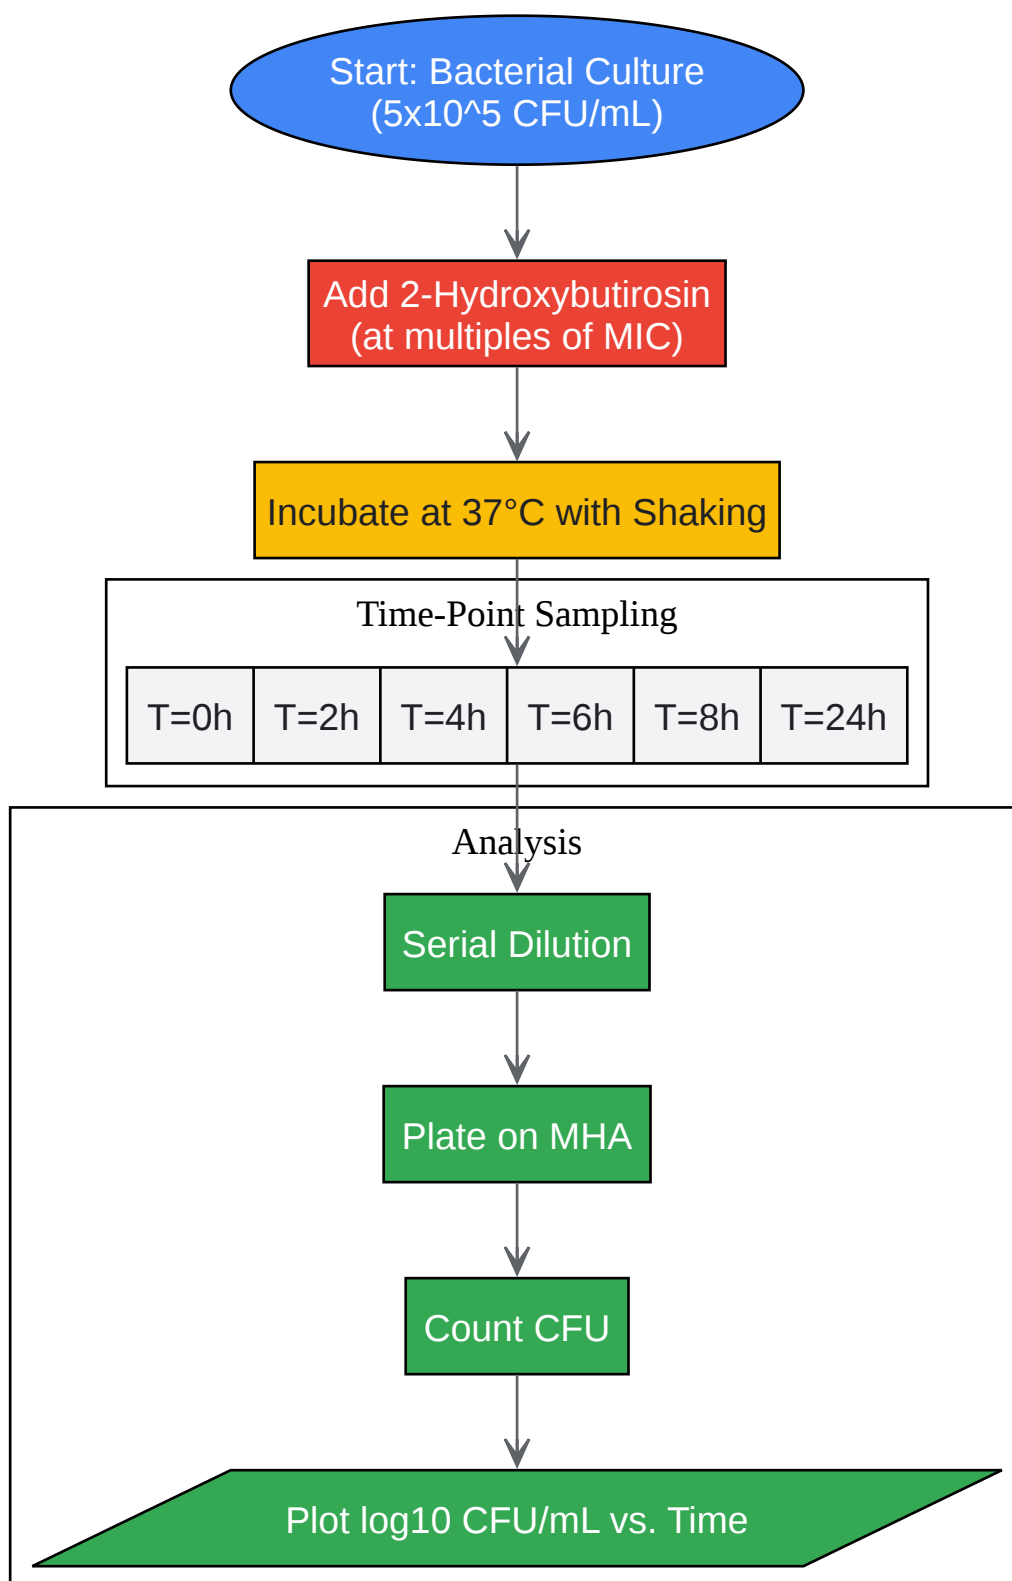 Start: Bacterial Culture
(5x10^5 CFU/mL)
Add 2-Hydroxybutirosin
(at multiples of MIC)
Incubate at 37°C with Shaking
Time-Point Sampling
T=0h T=2h T=4h T=6h T=8h T=24h
Analysis
Serial Dilution
Plate on MHA
Count CFU
Plot log10 CFU/mL vs. Time